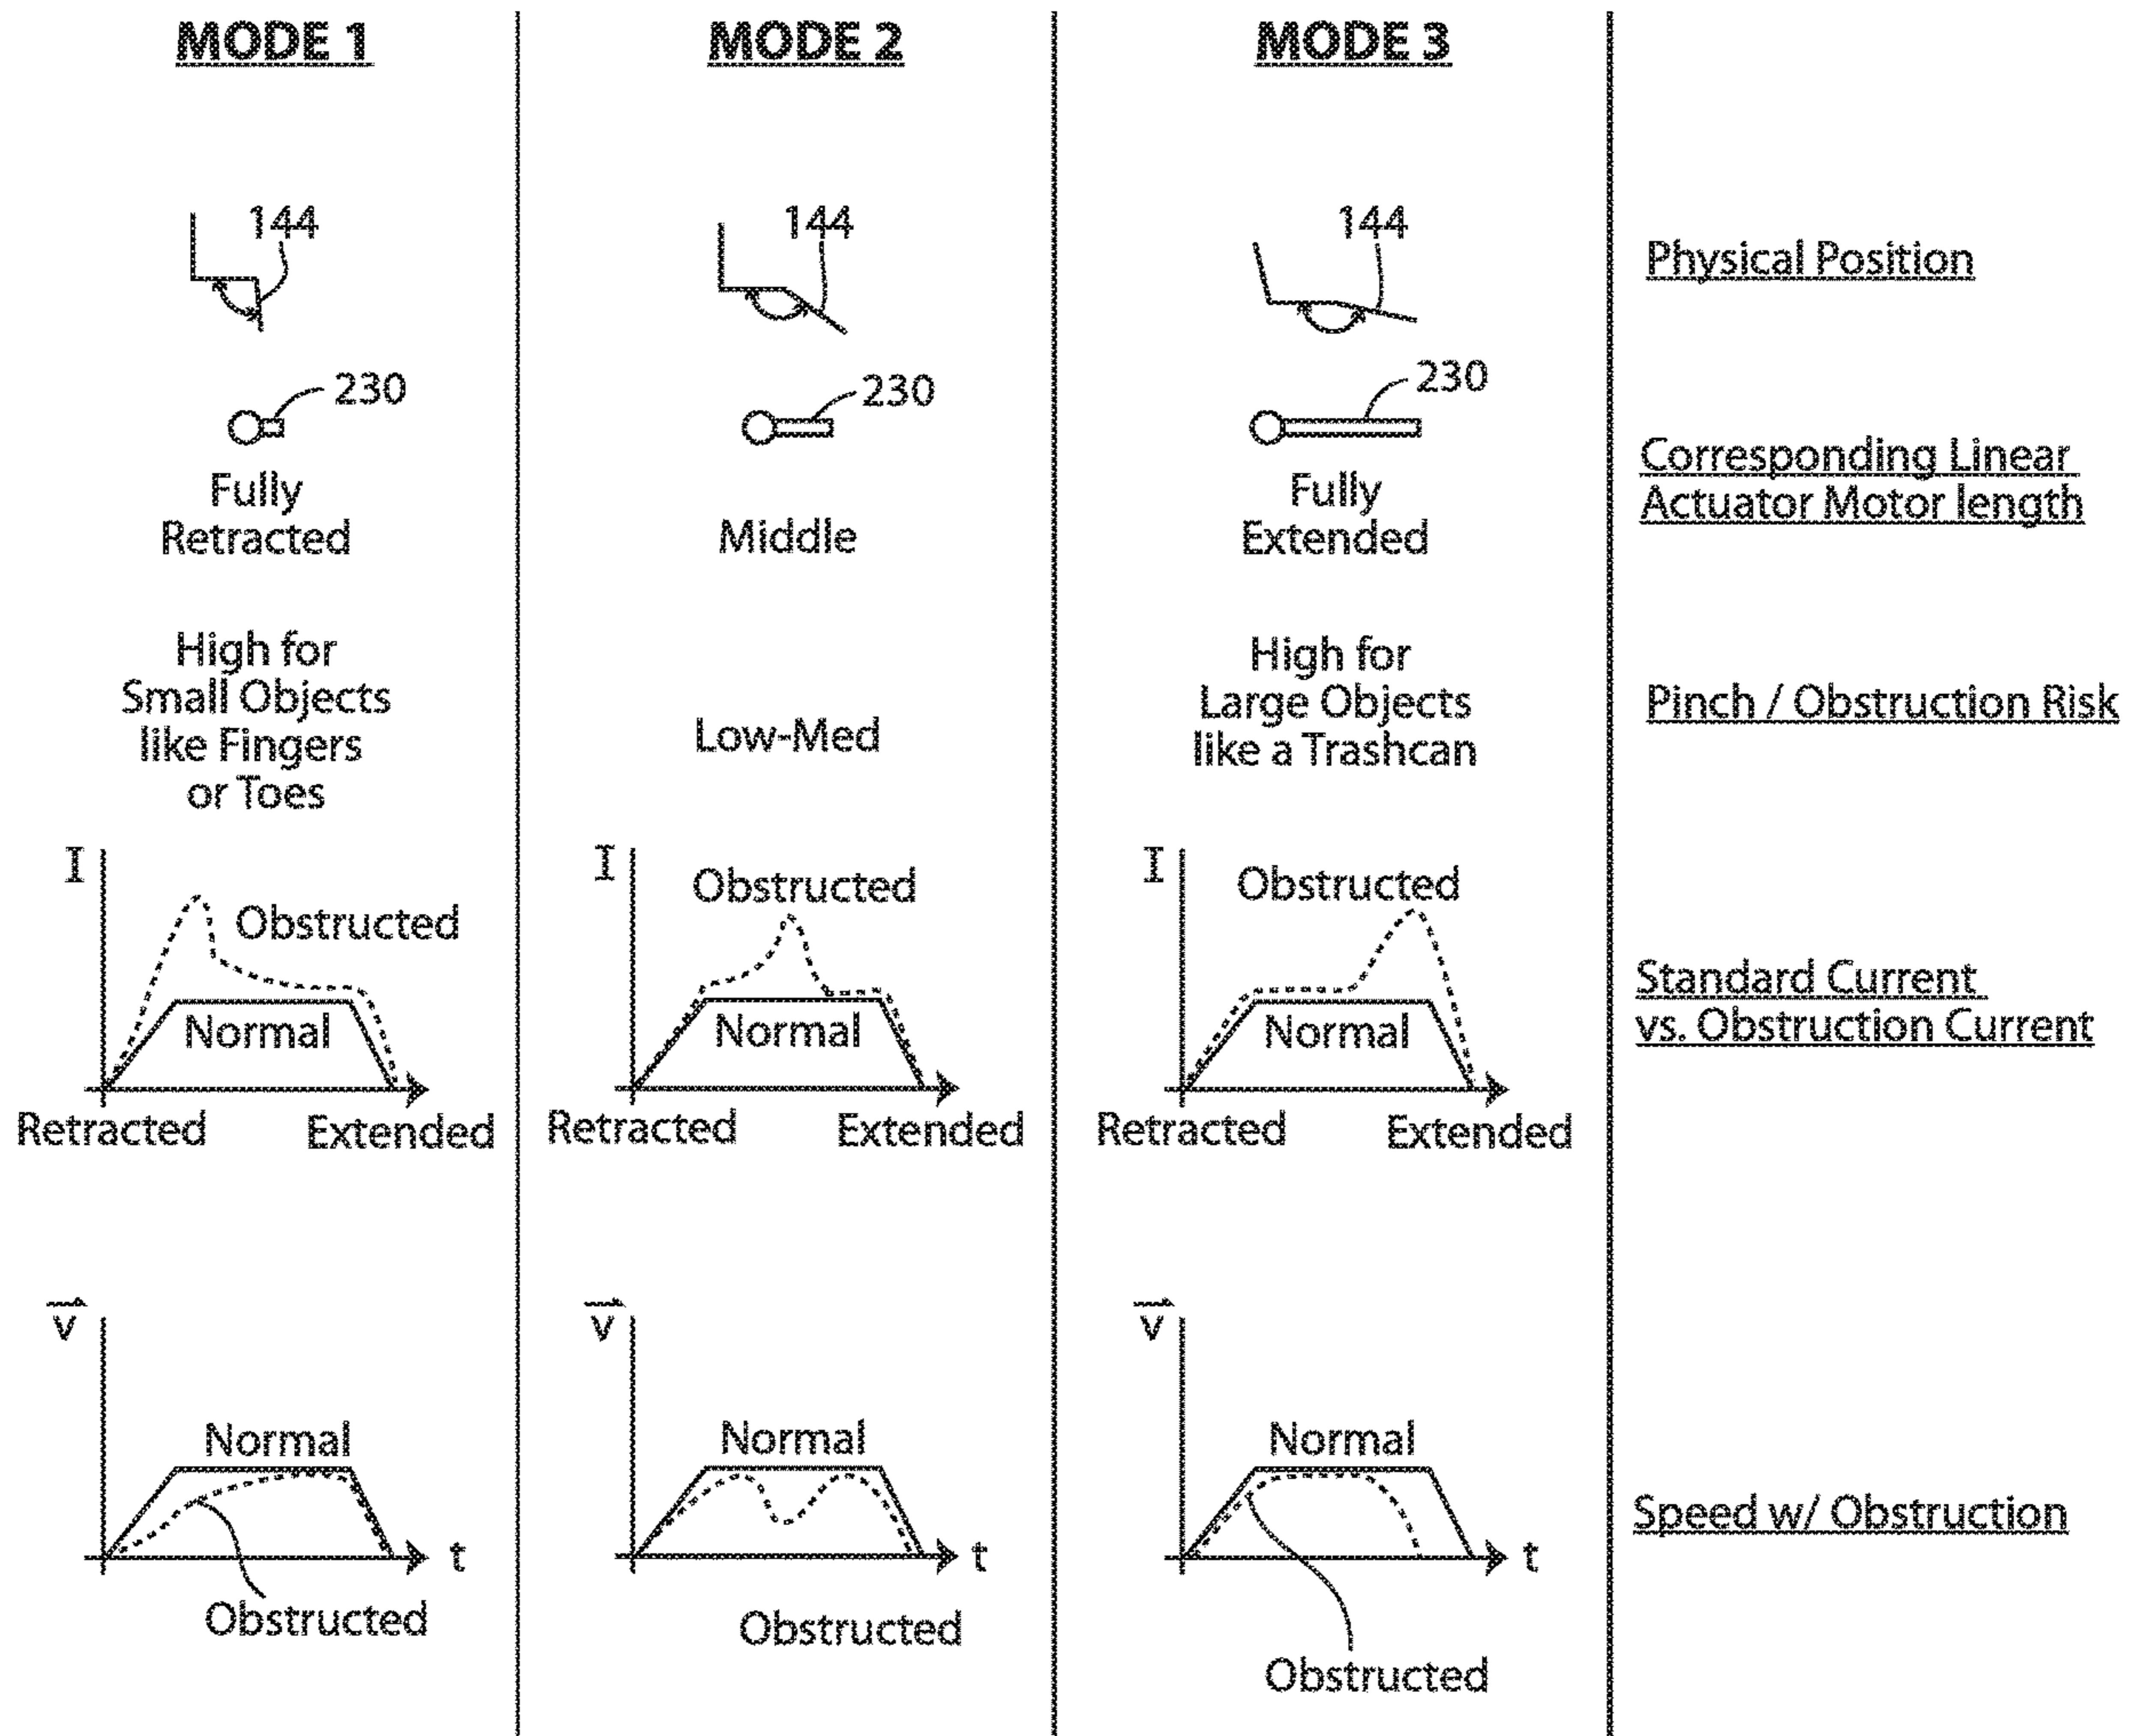 MODE 1
MODE 2
MODE 3
144
144
144
Physical Position
230
230
230
Fully
Retracted
Middle
Fully
Extended
Corresponding Linear
Actuator Motor length
High for
Small Objects
like Fingers
or Toes
Low-Med
High for
Large Objects
like a Trashcan
Pinch / Obstruction Risk
I
Obstructed
Normal
Retracted
Extended
I
Obstructed
Normal
Retracted
Extended
I
Obstructed
Normal
Retracted
Extended
Standard Current
vs. Obstruction Current
v
Normal
t
Obstructed
v
Normal
t
Obstructed
v
Normal
t
Obstructed
Speed w/ Obstruction